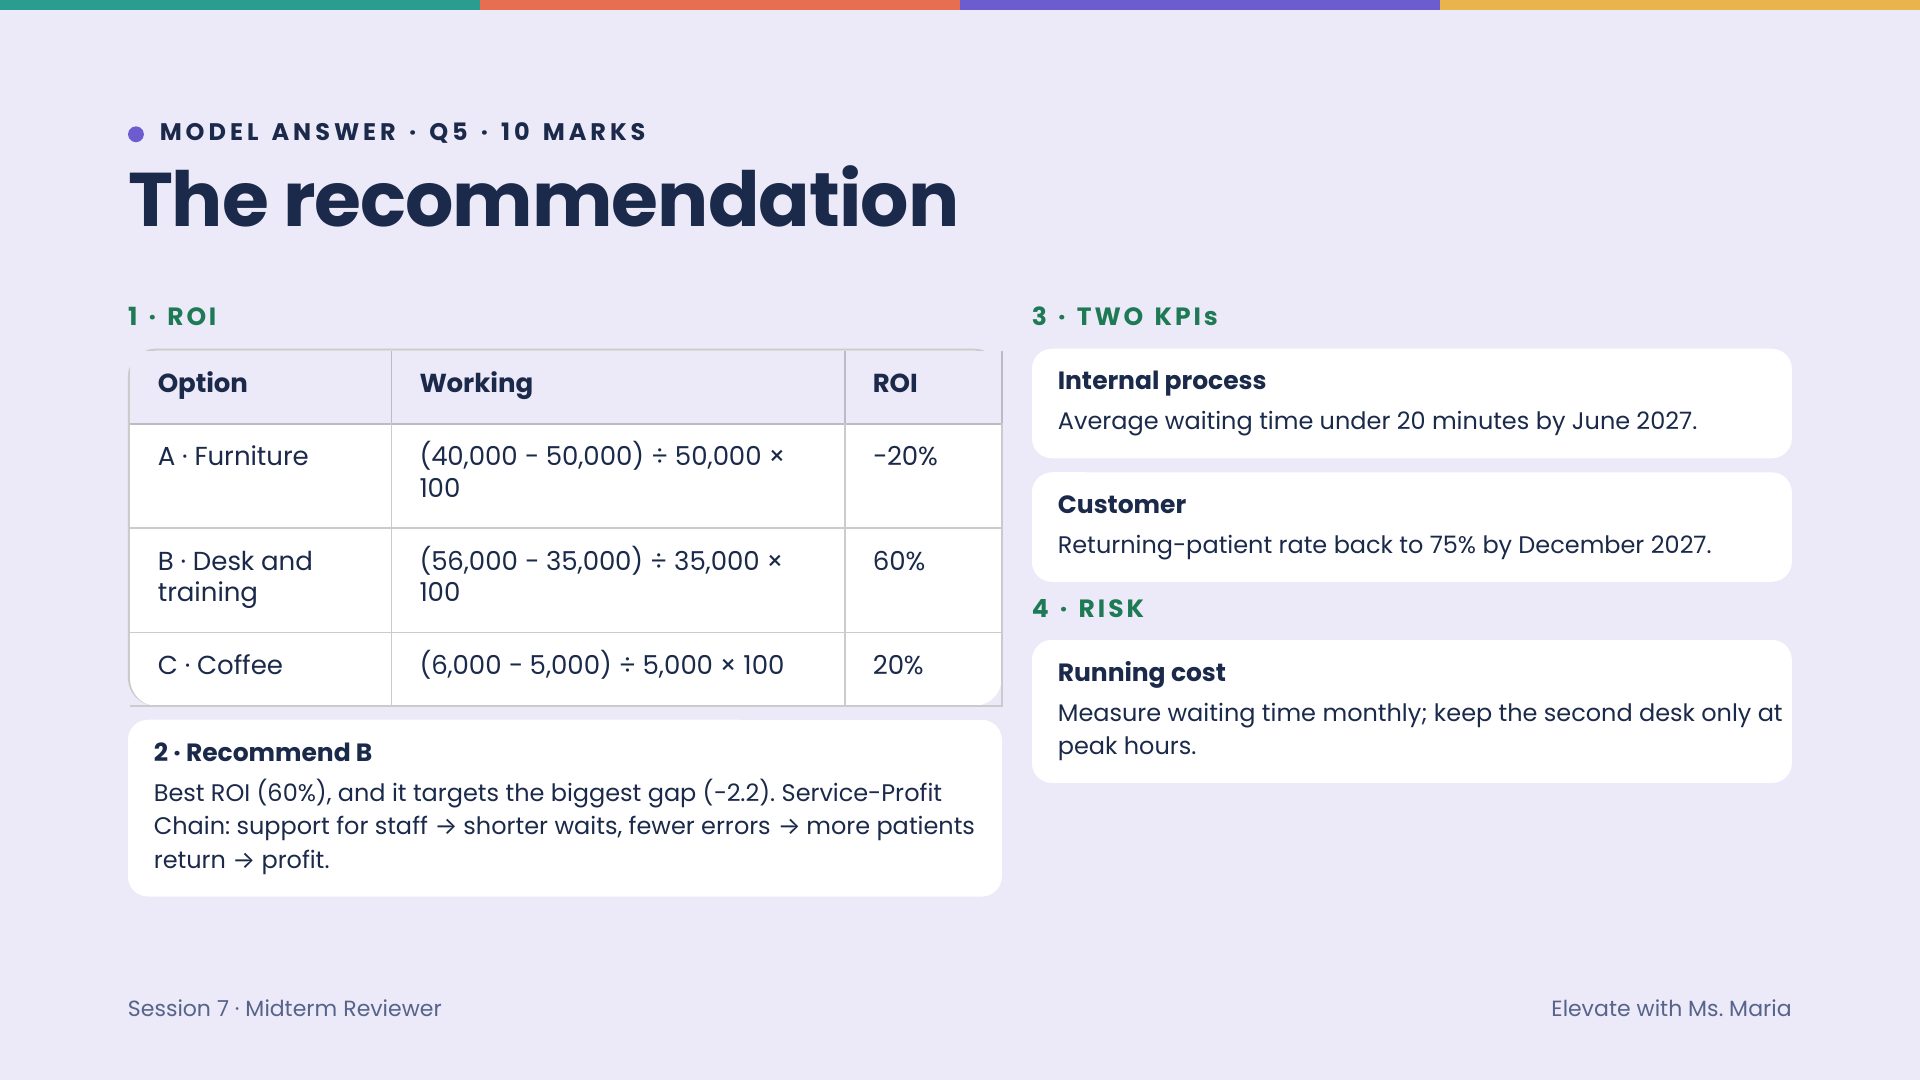 MODEL ANSWER · Q5 · 10 MARKS
The recommendation
1 · ROI
Option Working ROI
A · Furniture (40,000 − 50,000) ÷ 50,000 × −20%
100
B · Desk and (56,000 − 35,000) ÷ 35,000 × 60%
training 100
C · Coffee (6,000 − 5,000) ÷ 5,000 × 100 20%
2 · Recommend B
Best ROI (60%), and it targets the biggest gap (−2.2). Service-Profit
Chain: support for staff → shorter waits, fewer errors → more patients
return → profit.
3 · TWO KPIs
Internal process
Average waiting time under 20 minutes by June 2027.
Customer
Returning-patient rate back to 75% by December 2027.
4 · RISK
Running cost
Measure waiting time monthly; keep the second desk only at
peak hours.
Session 7 · Midterm Reviewer
Elevate with Ms. Maria